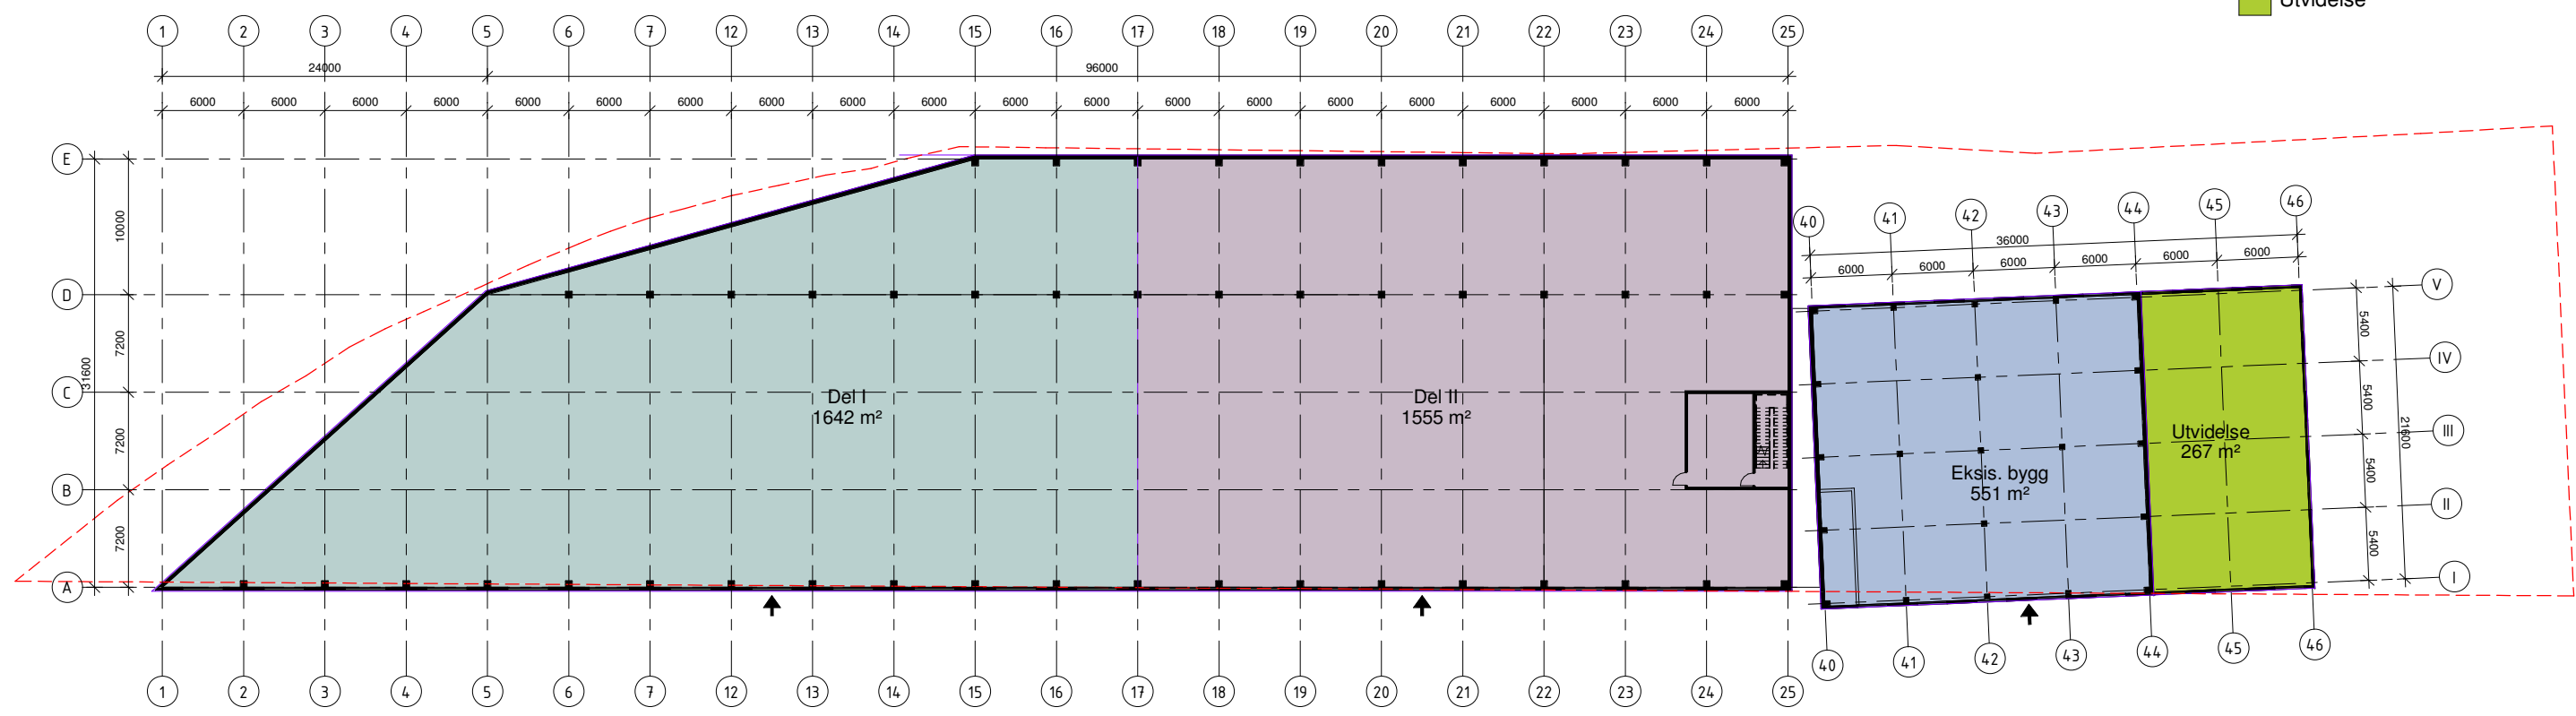 Utvidelse
1 2 3 4 5 6 7 12 13 14 15 16 17 18 19 20 21 22 23 24 25
24000 96000
6000 6000 6000 6000 6000 6000 6000 6000 6000 6000 6000 6000 6000 6000 6000 6000 6000 6000 6000 6000
E
D
C
B
A
10000
7200
7200
7200
31600
Del I
1642 m²
Del II
1555 m²
40 41 42 43 44 45 46
36000
6000 6000 6000 6000 6000 6000
Eksis. bygg
551 m²
Utvidelse
267 m²
V
IV
III
II
I
5400
5400
5400
5400
21600
40 41 42 43 44 45 46
1 2 3 4 5 6 7 12 13 14 15 16 17 18 19 20 21 22 23 24 25